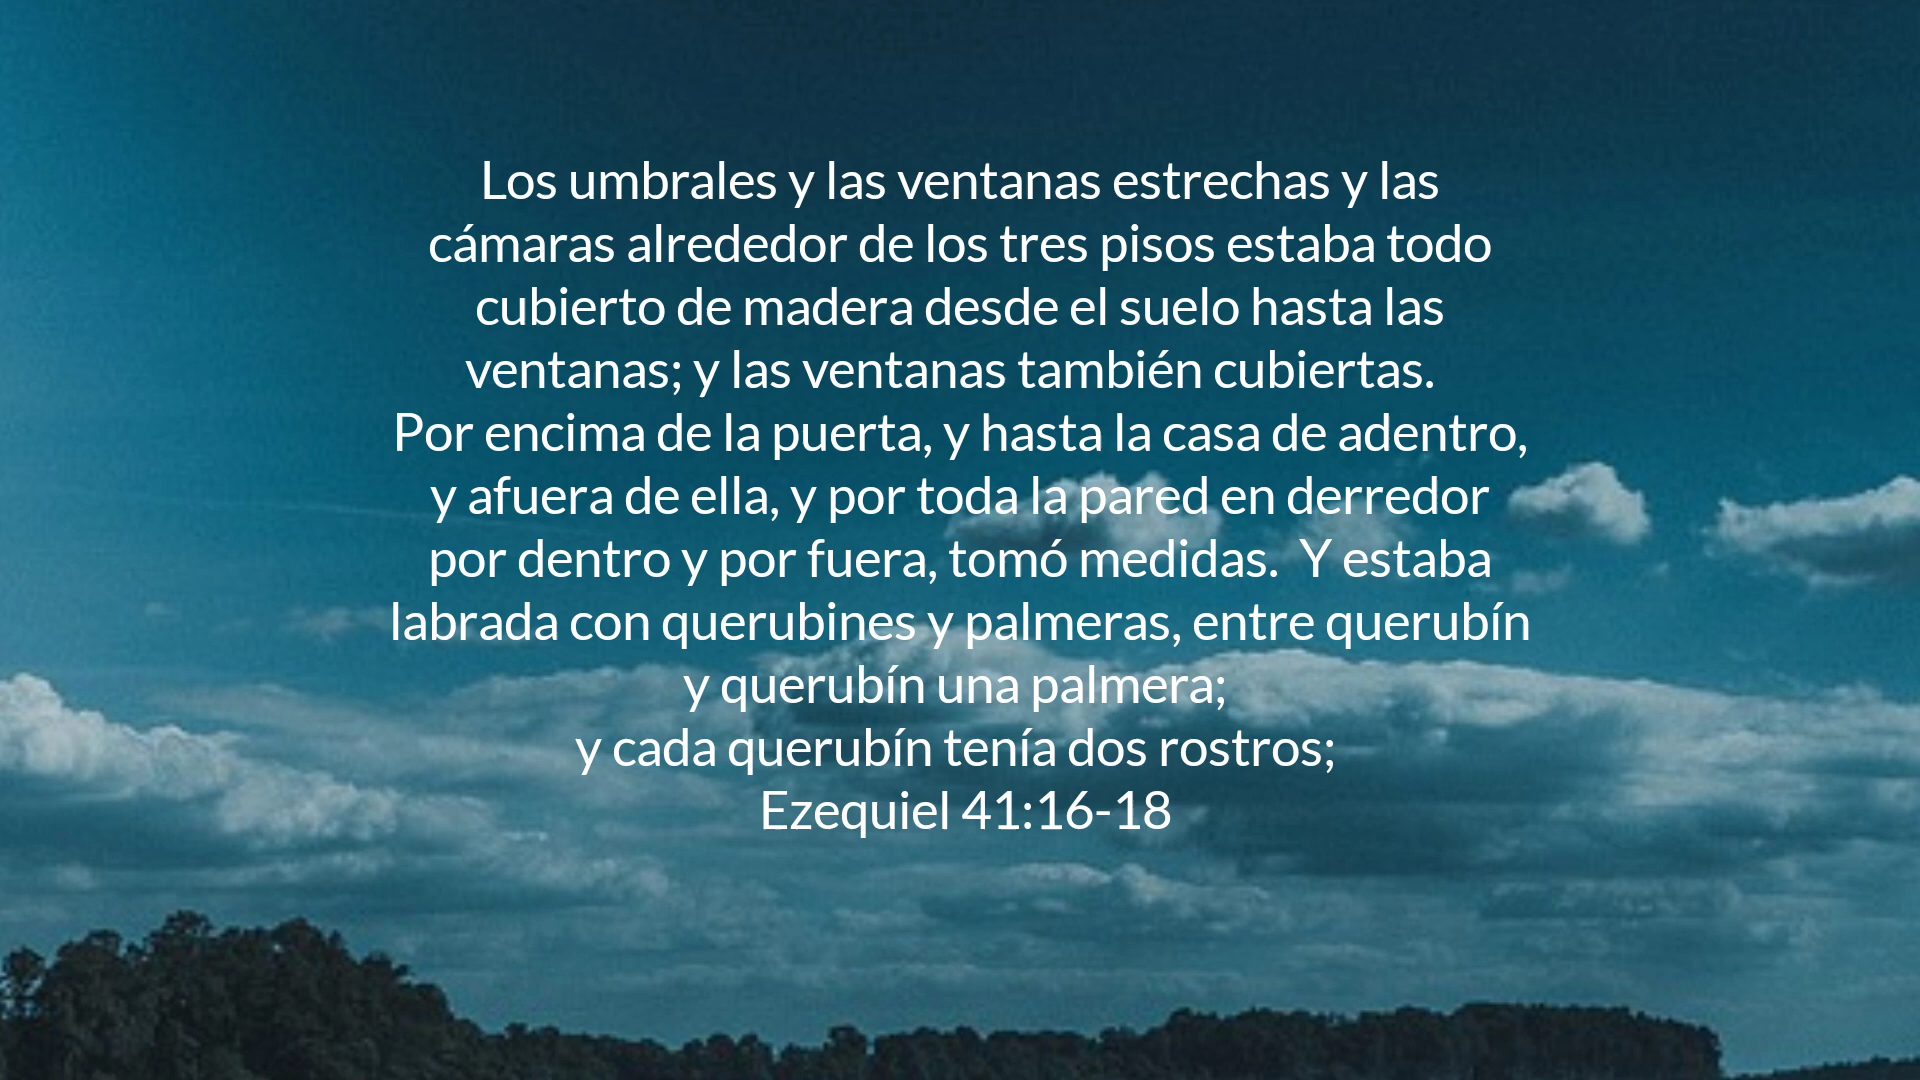 Los umbrales y las ventanas estrechas y las
cámaras alrededor de los tres pisos estaba todo
cubierto de madera desde el suelo hasta las
ventanas; y las ventanas también cubiertas.
Por encima de la puerta, y hasta la casa de adentro,
y afuera de ella, y por toda la pared en derredor
por dentro y por fuera, tomó medidas.  Y estaba
labrada con querubines y palmeras, entre querubín
y querubín una palmera;
y cada querubín tenía dos rostros;
Ezequiel 41:16-18